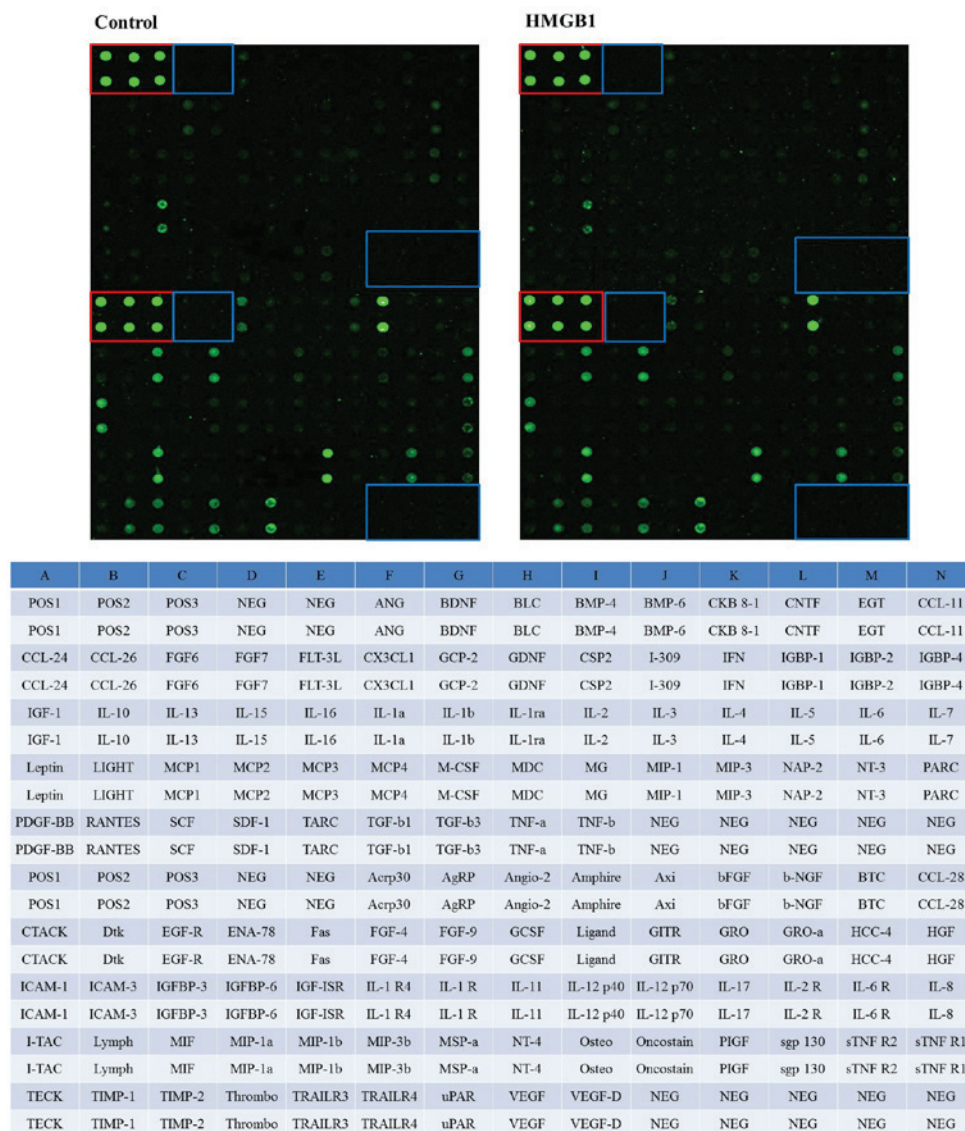 Control HMGB1
A B C D E F G H I J K L M N
POS1 POS2 POS3 NEG NEG ANG BDNF BLC BMP-4 BMP-6 CKB 8-1 CNTF EGT CCL-11
POS1 POS2 POS3 NEG NEG ANG BDNF BLC BMP-4 BMP-6 CKB 8-1 CNTF EGT CCL-11
CCL-24 CCL-26 FGF6 FGF7 FLT-3L CX3CL1 GCP-2 GDNF CSP2 I-309 IFN IGBP-1 IGBP-2 IGBP-4
CCL-24 CCL-26 FGF6 FGF7 FLT-3L CX3CL1 GCP-2 GDNF CSP2 I-309 IFN IGBP-1 IGBP-2 IGBP-4
IGF-1 IL-10 IL-13 IL-15 IL-16 IL-1a IL-1b IL-1ra IL-2 IL-3 IL-4 IL-5 IL-6 IL-7
IGF-1 IL-10 IL-13 IL-15 IL-16 IL-1a IL-1b IL-1ra IL-2 IL-3 IL-4 IL-5 IL-6 IL-7
Leptin LIGHT MCP1 MCP2 MCP3 MCP4 M-CSF MDC MG MIP-1 MIP-3 NAP-2 NT-3 PARC
Leptin LIGHT MCP1 MCP2 MCP3 MCP4 M-CSF MDC MG MIP-1 MIP-3 NAP-2 NT-3 PARC
PDGF-BB RANTES SCF SDF-1 TARC TGF-b1 TGF-b3 TNF-a TNF-b NEG NEG NEG NEG NEG
PDGF-BB RANTES SCF SDF-1 TARC TGF-b1 TGF-b3 TNF-a TNF-b NEG NEG NEG NEG NEG
POS1 POS2 POS3 NEG NEG Acrp30 AgRP Angio-2 Amphire Axi bFGF b-NGF BTC CCL-28
POS1 POS2 POS3 NEG NEG Acrp30 AgRP Angio-2 Amphire Axi bFGF b-NGF BTC CCL-28
CTACK Dtk EGF-R ENA-78 Fas FGF-4 FGF-9 GCSF Ligand GITR GRO GRO-a HCC-4 HGF
CTACK Dtk EGF-R ENA-78 Fas FGF-4 FGF-9 GCSF Ligand GITR GRO GRO-a HCC-4 HGF
ICAM-1 ICAM-3 IGFBP-3 IGFBP-6 IGF-ISR IL-1 R4 IL-1 R IL-11 IL-12 p40 IL-12 p70 IL-17 IL-2 R IL-6 R IL-8
ICAM-1 ICAM-3 IGFBP-3 IGFBP-6 IGF-ISR IL-1 R4 IL-1 R IL-11 IL-12 p40 IL-12 p70 IL-17 IL-2 R IL-6 R IL-8
I-TAC Lymph MIF MIP-1a MIP-1b MIP-3b MSP-a NT-4 Osteo Oncostain PlGF sgp 130 sTNF R2 sTNF R1
I-TAC Lymph MIF MIP-1a MIP-1b MIP-3b MSP-a NT-4 Osteo Oncostain PlGF sgp 130 sTNF R2 sTNF R1
TECK TIMP-1 TIMP-2 Thrombo TRAILR3 TRAILR4 uPAR VEGF VEGF-D NEG NEG NEG NEG NEG
TECK TIMP-1 TIMP-2 Thrombo TRAILR3 TRAILR4 uPAR VEGF VEGF-D NEG NEG NEG NEG NEG